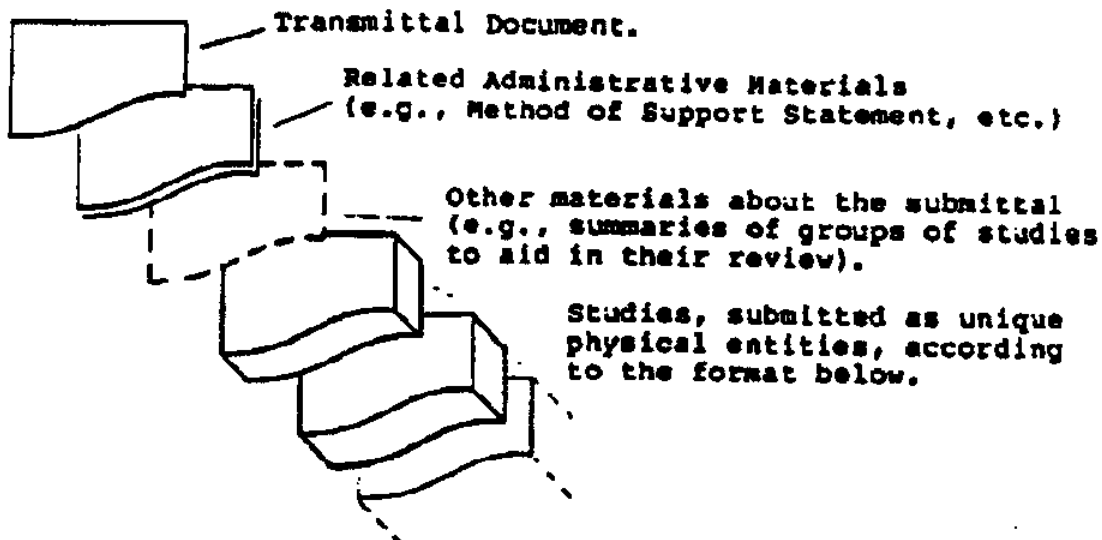 Transmittal Document.
Related Administrative Materials
(e.g., Method of Support Statement, etc.)
Other materials about the submittal
(e.g., summaries of groups of studies
to aid in their review).
Studies, submitted as unique
physical entities, according
to the format below.